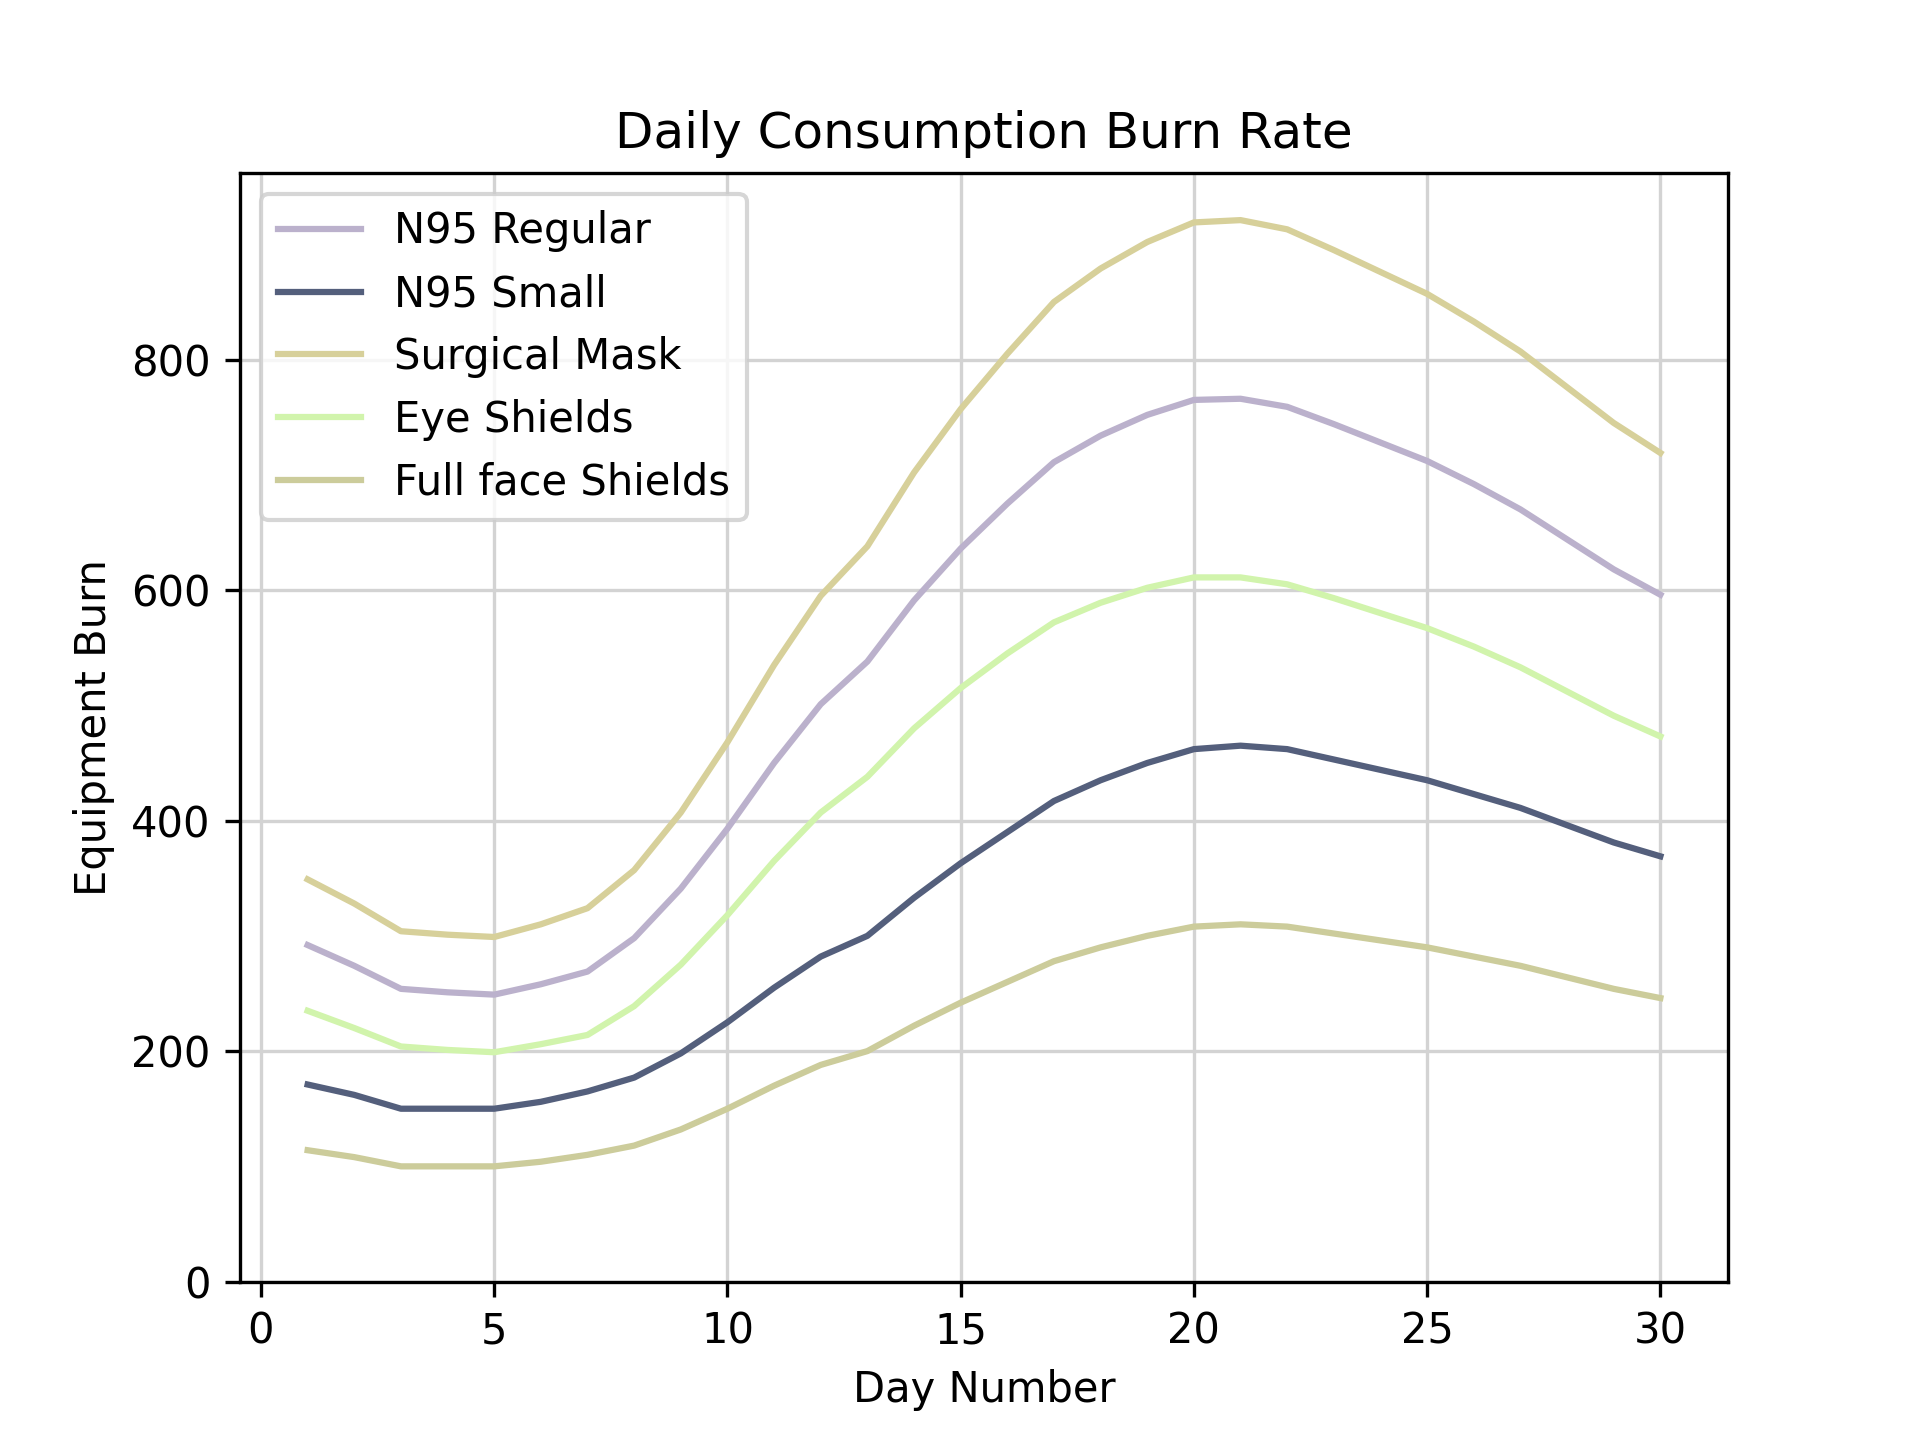 Daily Consumption Burn Rate
N95 Regular
N95 Small
Surgical Mask
Eye Shields
Full face Shields
Equipment Burn
800
600
400
200
0
0 5 10 15 20 25 30
Day Number